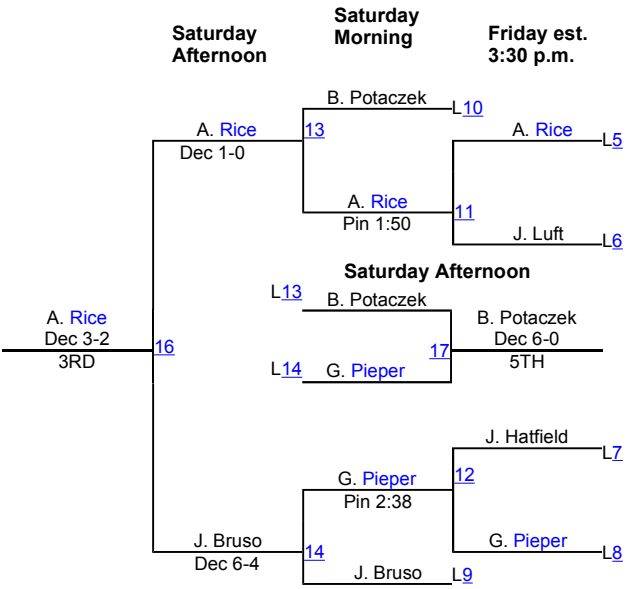 Saturday
Afternoon
Saturday
Morning
Friday est.
3:30 p.m.
B. Potaczek
L10
A. Rice
13
Dec 1-0
A. Rice
L5
A. Rice
11
Pin 1:50
J. Luft
L6
Saturday Afternoon
L13
B. Potaczek
A. Rice
Dec 3-2
16
3RD
B. Potaczek
Dec 6-0
17
5TH
L14
G. Pieper
J. Hatfield
L7
G. Pieper
12
Pin 2:38
J. Bruso
14
Dec 6-4
G. Pieper
L8
J. Bruso
L9